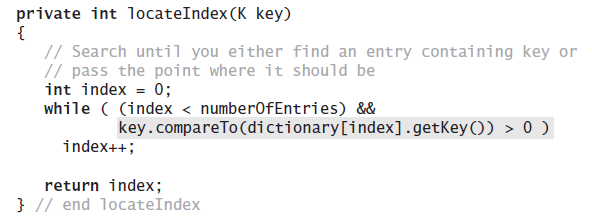 private int locateIndex(K key)
{
// Search until you either find an entry containing key or
// pass the point where it should be
int index = 0;
while ( (index < numberOfEntries) &&
key.compareTo(dictionary[index].getKey()) > 0 )
index++;
return index;
} // end locateIndex